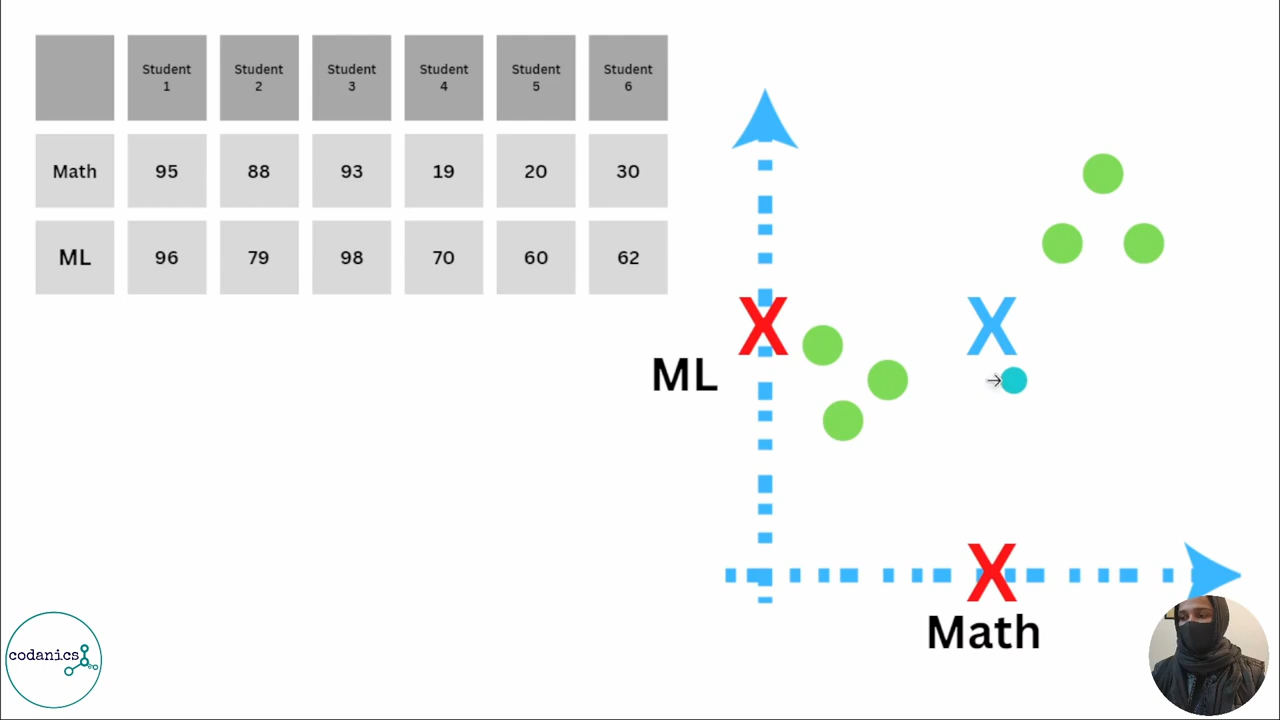 Student 1 Student 2 Student 3 Student 4 Student 5 Student 6
Math 95 88 93 19 20 30
ML 96 79 98 70 60 62
X X
ML
X
Math
codanics